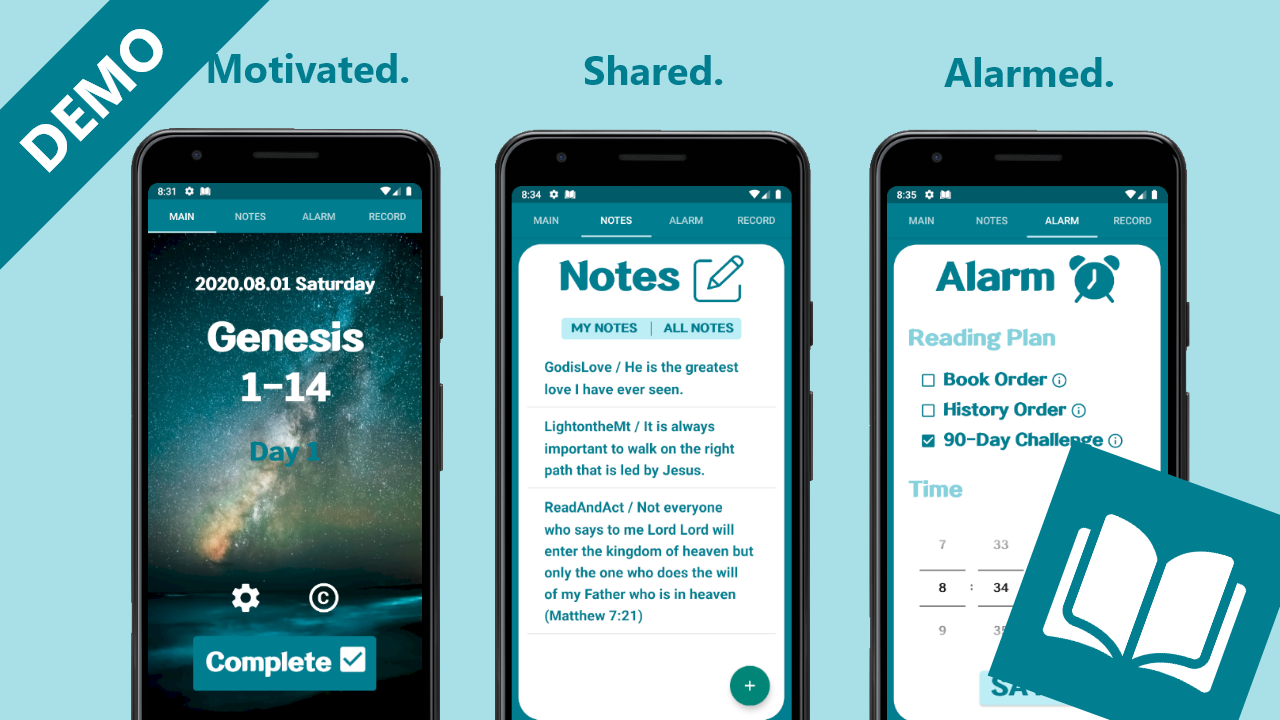 DEMO
Motivated.
Shared.
Alarmed.
8:31
MAIN NOTES ALARM RECORD
2020.08.01 Saturday
Genesis
1-14
Day 1
Complete
8:34
MAIN NOTES ALARM RECORD
Notes
MY NOTES | ALL NOTES
GodisLove / He is the greatest
love I have ever seen.
LightontheMt / It is always
important to walk on the right
path that is led by Jesus.
ReadAndAct / Not everyone
who says to me Lord Lord will
enter the kingdom of heaven but
only the one who does the will
of my Father who is in heaven
(Matthew 7:21)
+
8:35
MAIN NOTES ALARM RECORD
Alarm
Reading Plan
Book Order
History Order
90-Day Challenge
Time
7 33
8 : 34
9